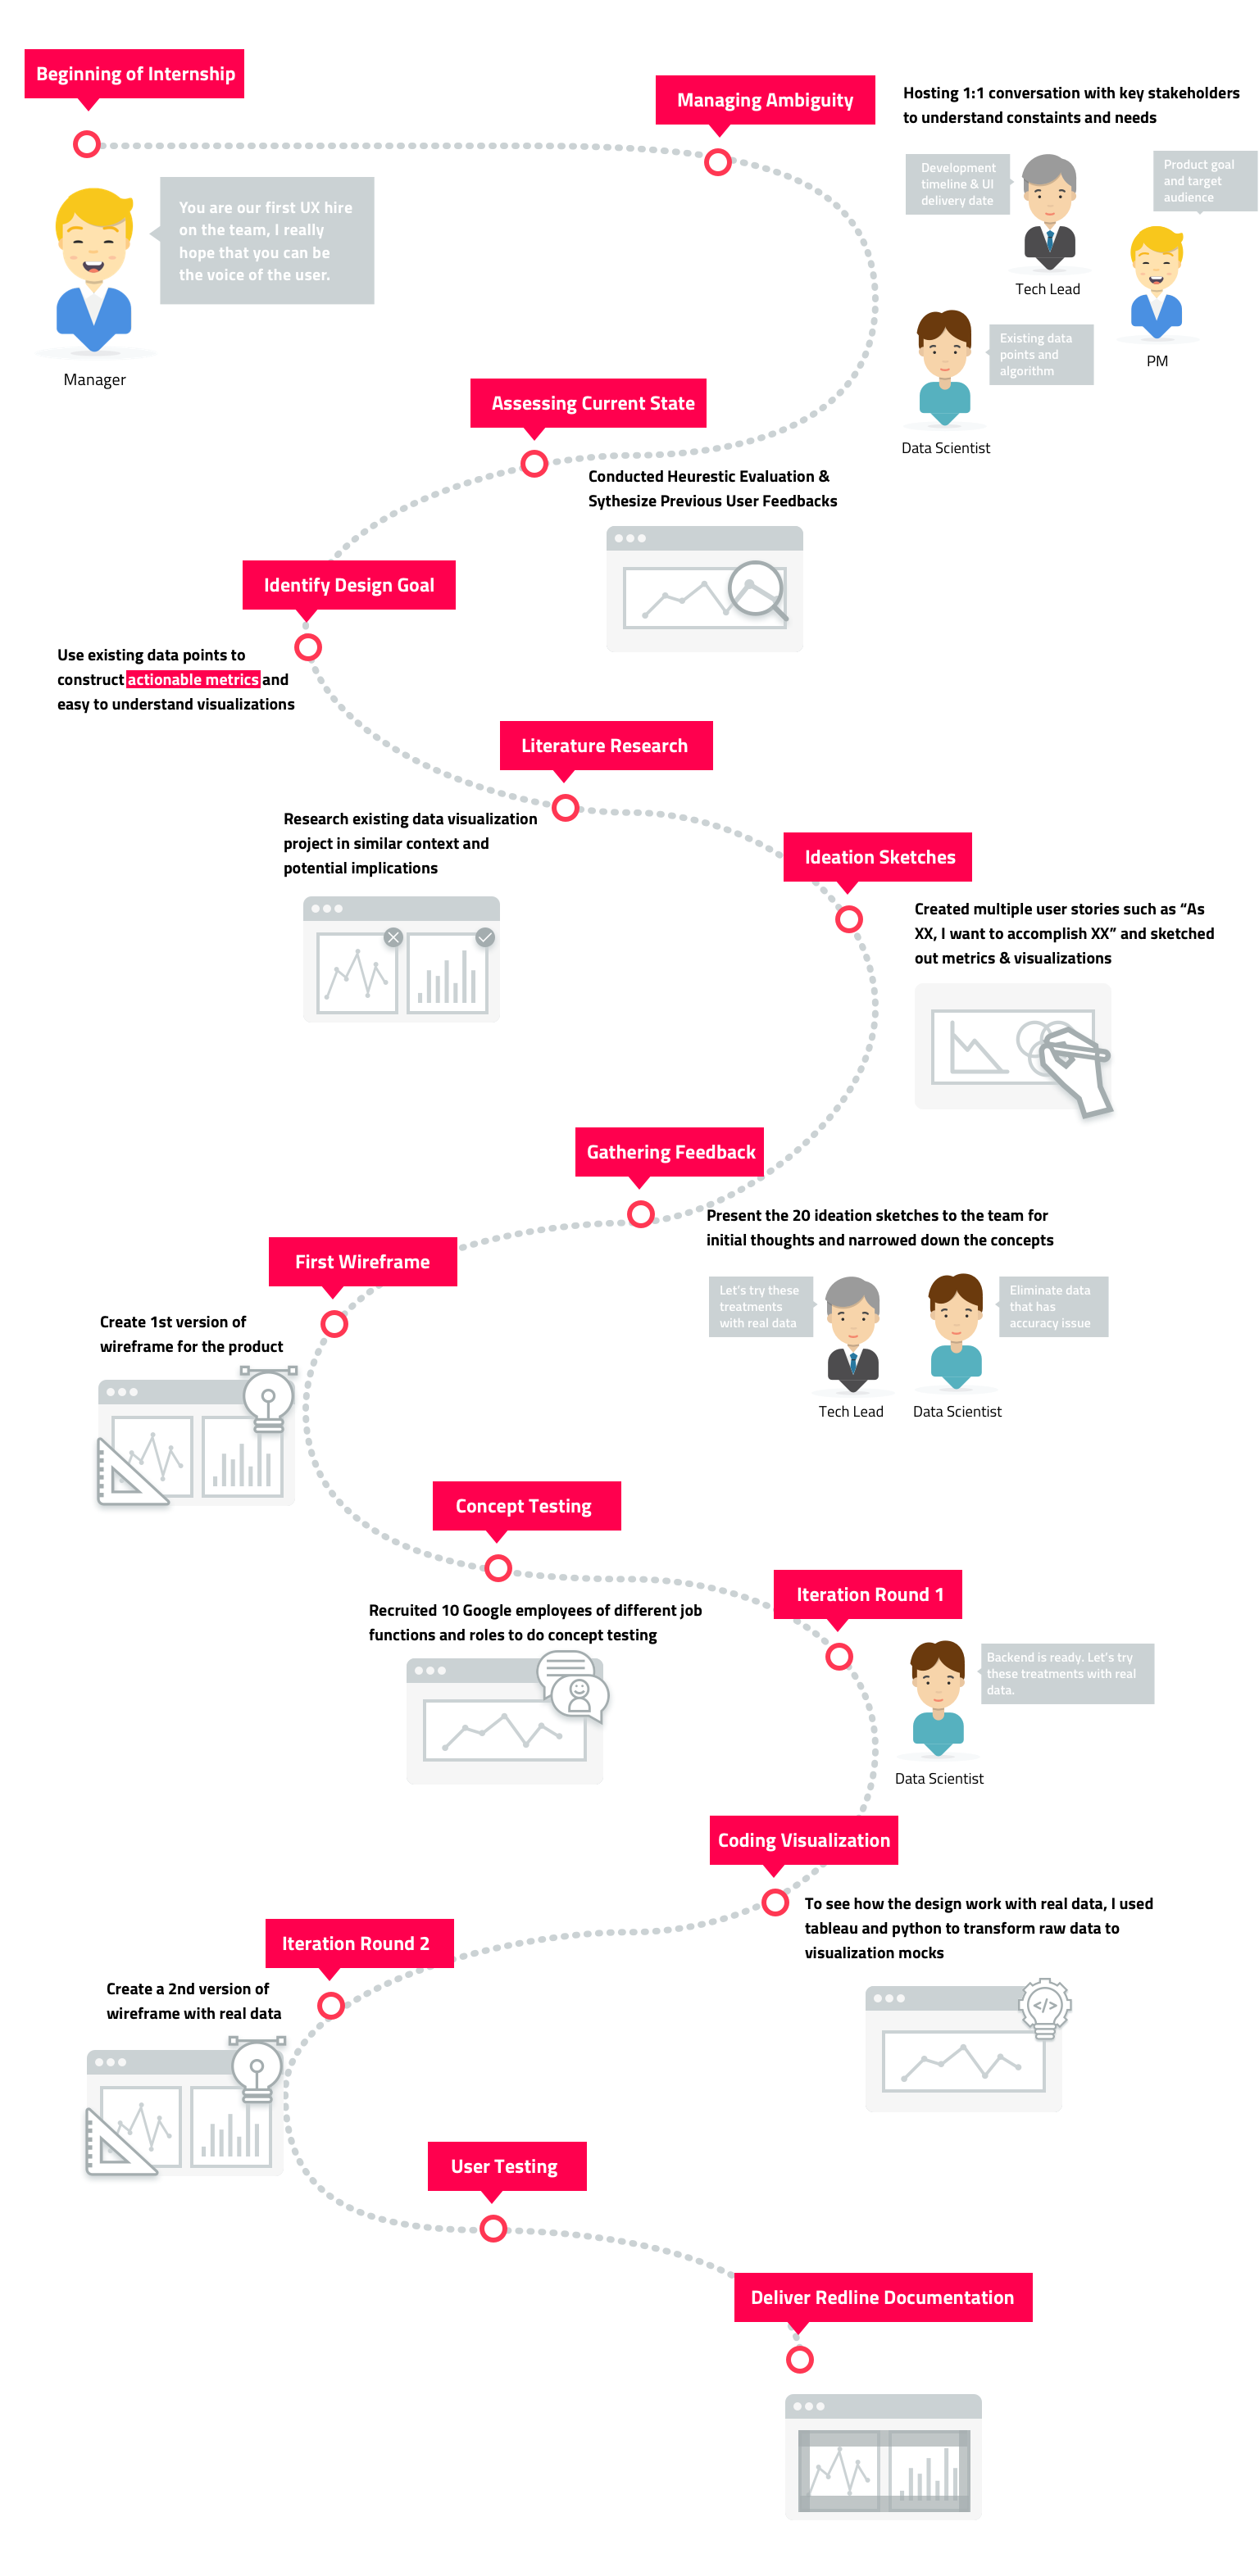 Beginning of Internship
You are our first UX hire
on the team, I really
hope that you can be
the voice of the user.
Manager
Managing Ambiguity
Hosting 1:1 conversation with key stakeholders
to understand constaints and needs
Development
timeline & UI
delivery date
Tech Lead
Product goal
and target
audience
PM
Existing data
points and
algorithm
Data Scientist
Assessing Current State
Conducted Heurestic Evaluation &
Sythesize Previous User Feedbacks
Identify Design Goal
Use existing data points to
construct actionable metrics and
easy to understand visualizations
Literature Research
Research existing data visualization
project in similar context and
potential implications
Ideation Sketches
Created multiple user stories such as “As
XX, I want to accomplish XX” and sketched
out metrics & visualizations
Gathering Feedback
Present the 20 ideation sketches to the team for
initial thoughts and narrowed down the concepts
Let's try these
treatments
with real data
Tech Lead
Eliminate data
that has
accuracy issue
Data Scientist
First Wireframe
Create 1st version of
wireframe for the product
Concept Testing
Recruited 10 Google employees of different job
functions and roles to do concept testing
Iteration Round 1
Backend is ready. Let's try
these treatments with real
data.
Data Scientist
Coding Visualization
To see how the design work with real data, I used
tableau and python to transform raw data to
visualization mocks
</>
Iteration Round 2
Create a 2nd version of
wireframe with real data
User Testing
Deliver Redline Documentation